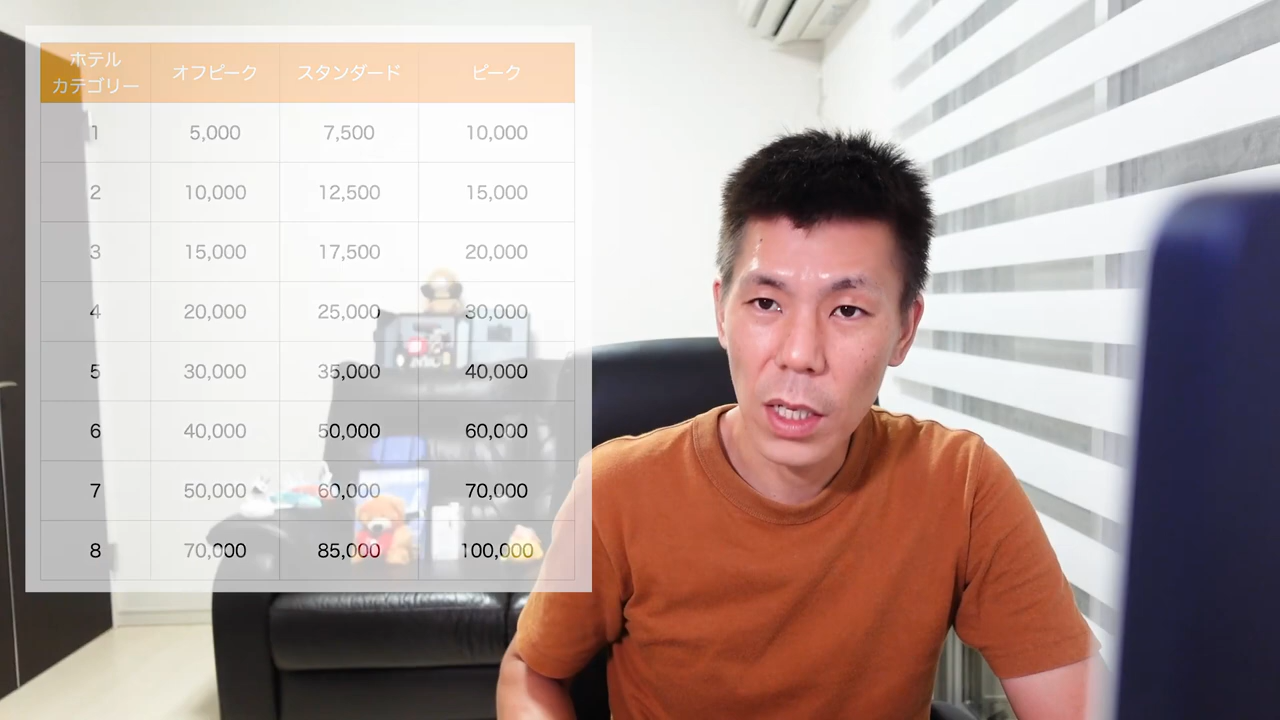 ホテル
カテゴリー オフピーク スタンダード ピーク
1 5,000 7,500 10,000
2 10,000 12,500 15,000
3 15,000 17,500 20,000
4 20,000 25,000 30,000
5 30,000 35,000 40,000
6 40,000 50,000 60,000
7 50,000 60,000 70,000
8 70,000 85,000 100,000